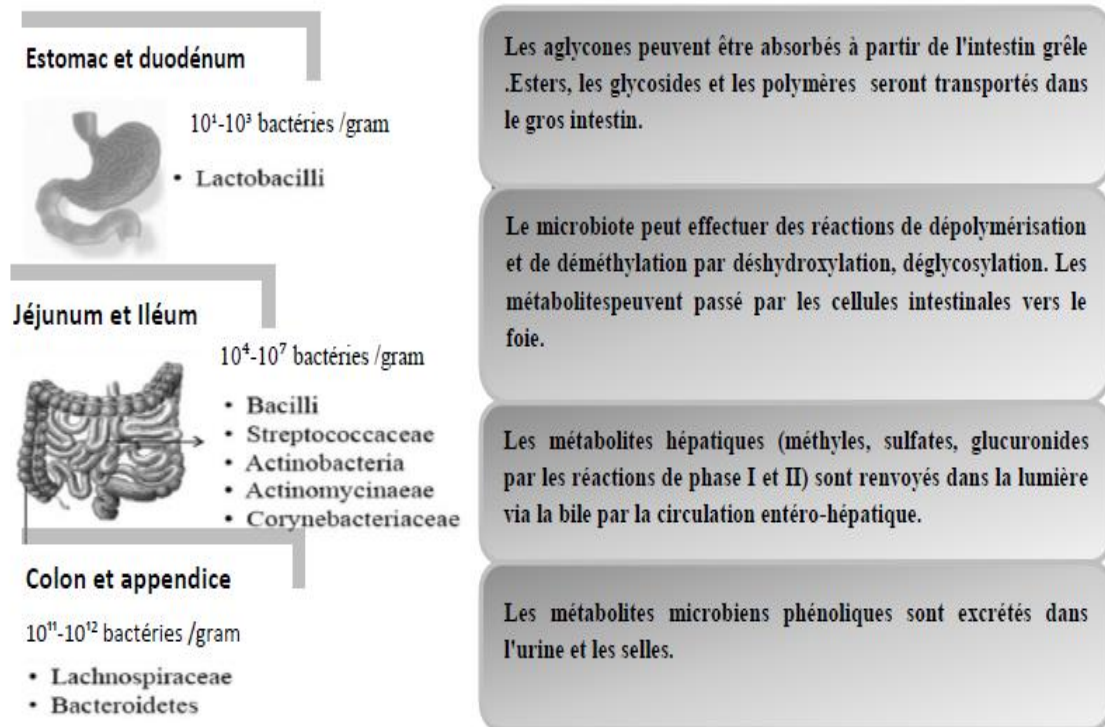 Estomac et duodénum
10¹-10³ bactéries /gram
• Lactobacilli
Jéjunum et Iléum
10⁴-10⁷ bactéries /gram
• Bacilli
• Streptococcaceae
• Actinobacteria
• Actinomycinaeae
• Corynebacteriaceae
Colon et appendice
10¹¹-10¹² bactéries /gram
• Lachnospiraceae
• Bacteroidetes
Les aglycones peuvent être absorbés à partir de l'intestin grêle
.Esters, les glycosides et les polymères seront transportés dans
le gros intestin.
Le microbiote peut effectuer des réactions de dépolymérisation
et de déméthylation par déshydroxylation, déglycosylation. Les
métabolitespeuvent passé par les cellules intestinales vers le
foie.
Les métabolites hépatiques (méthyles, sulfates, glucuronides
par les réactions de phase I et II) sont renvoyés dans la lumière
via la bile par la circulation entéro-hépatique.
Les métabolites microbiens phénoliques sont excrétés dans
l'urine et les selles.